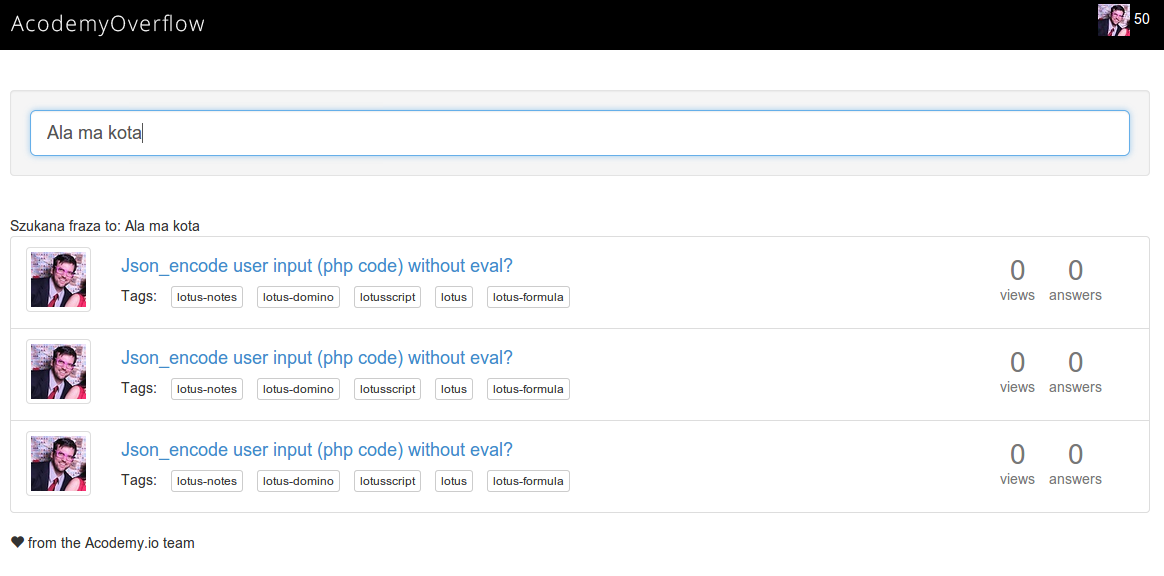 AcodemyOverflow
50
Ala ma kota
Szukana fraza to: Ala ma kota
Json_encode user input (php code) without eval?
Tags: lotus-notes lotus-domino lotusscript lotus lotus-formula
0 0
views answers
Json_encode user input (php code) without eval?
Tags: lotus-notes lotus-domino lotusscript lotus lotus-formula
0 0
views answers
Json_encode user input (php code) without eval?
Tags: lotus-notes lotus-domino lotusscript lotus lotus-formula
0 0
views answers
♥ from the Acodemy.io team